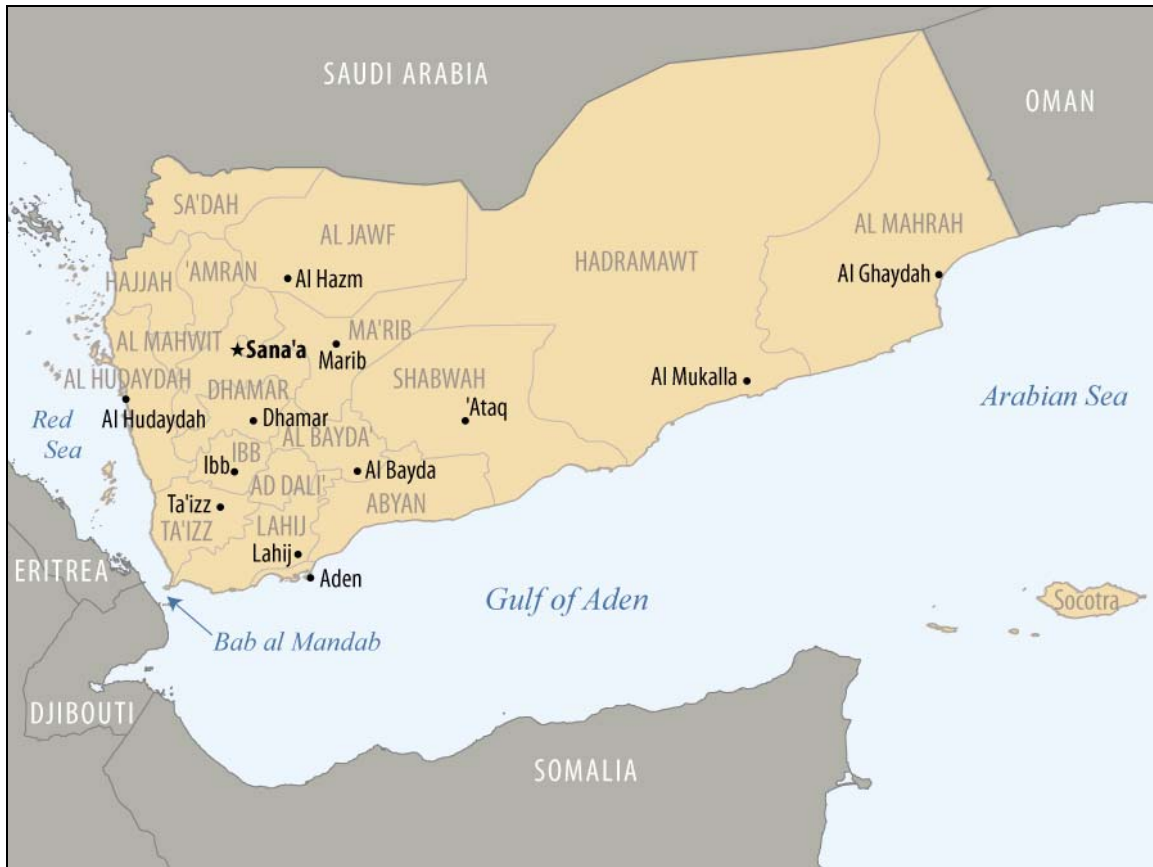 SAUDI ARABIA
OMAN
SA'DAH
AL JAWF
AL MAHRAH
HADRAMAWT
'AMRAN
HAJJAH
Al Hazm
Al Ghaydah
AL MAHWIT
MA'RIB
Sana'a
Marib
AL HUDAYDAH
DHAMAR
SHABWAH
Al Mukalla
Arabian Sea
Red
Sea
Al Hudaydah
Dhamar
'Ataq
AL BAYDA'
IBB
Ibb
Al Bayda
AD DALI'
ABYAN
Ta'izz
TA'IZZ
LAHIJ
Lahij
ERITREA
Aden
Gulf of Aden
Socotra
Bab al Mandab
DJIBOUTI
SOMALIA